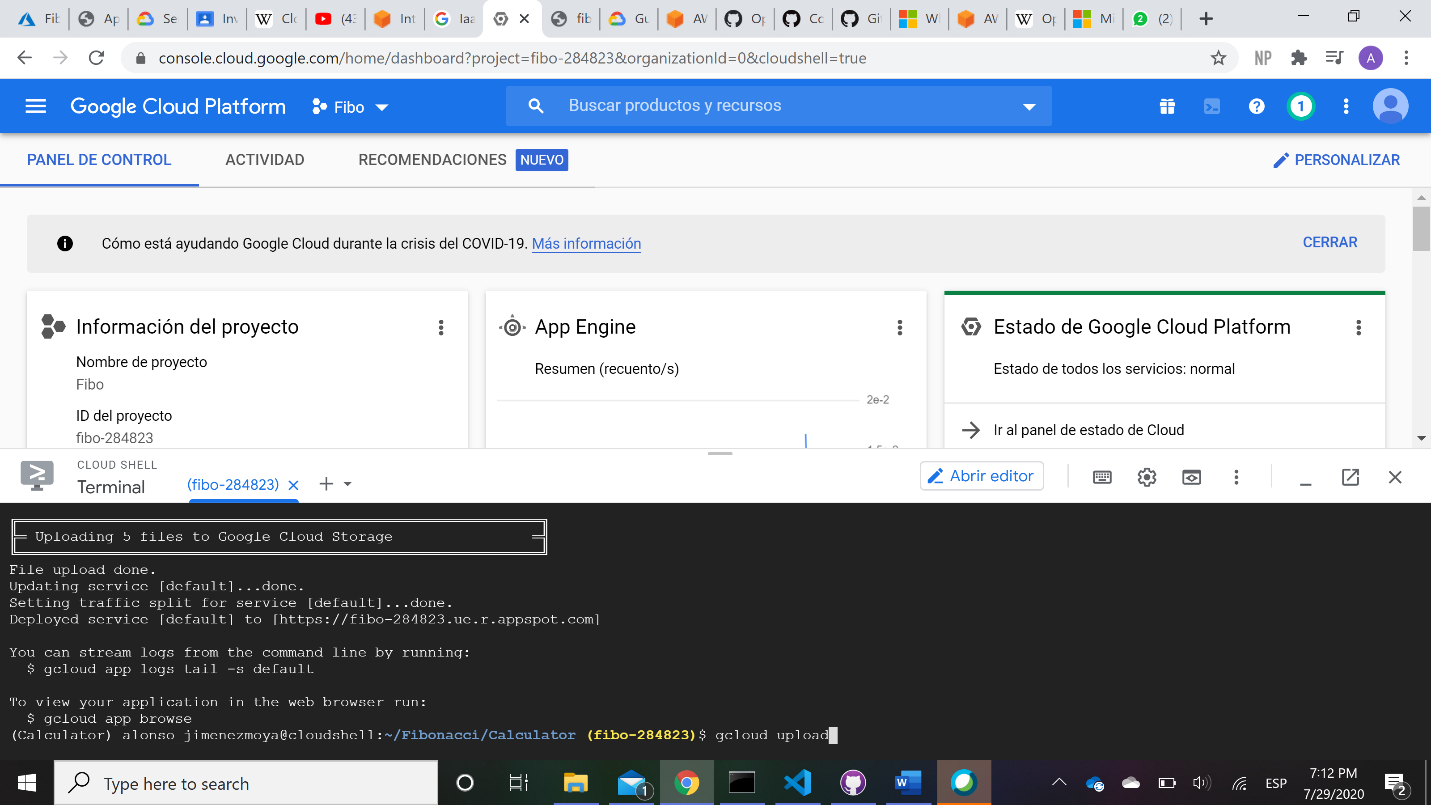 Fib
Ap
Se
Inv
Clo
(43
Int
Iaa
fib
Gu
AV
Op
Co
Gi
W
AV
Op
Mi
(2)
console.cloud.google.com/home/dashboard?project=fibo-284823&organizationId=0&cloudshell=true
NP
A
Google Cloud Platform
Fibo
Buscar productos y recursos
1
PANEL DE CONTROL
ACTIVIDAD
RECOMENDACIONES NUEVO
PERSONALIZAR
Cómo está ayudando Google Cloud durante la crisis del COVID-19. Más información
CERRAR
Información del proyecto
Nombre de proyecto
Fibo
ID del proyecto
fibo-284823
App Engine
Resumen (recuento/s)
2e-2
Estado de Google Cloud Platform
Estado de todos los servicios: normal
Ir al panel de estado de Cloud
CLOUD SHELL
Terminal
(fibo-284823)
Abrir editor
Uploading 5 files to Google Cloud Storage
File upload done.
Updating service [default]...done.
Setting traffic split for service [default]...done.
Deployed service [default] to [https://fibo-284823.uc.r.appspot.com]
You can stream logs from the command line by running:
$ gcloud app logs tail -s default
To view your application in the web browser run:
$ gcloud app browse
(Calculator) alonso_jimenezmoya@cloudshell:~/Fibonacci/Calculator (fibo-284823)$ gcloud upload
Type here to search
1
ESP
7:12 PM
7/29/2020
2